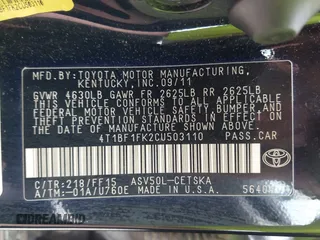 MFD.BY:TOYOTA MOTOR MANUFACTURING,
KENTUCKY,INC.09/11
GVWR 4630LB GAWR FR 2625LB RR 2625LB
THIS VEHICLE CONFORMS TO ALL APPLICABLE
FEDERAL MOTOR VEHICLE SAFETY, BUMPER, AND
THEFT PREVENTION STANDARDS IN EFFECT ON
THE DATE OF MANUFACTURE SHOWN ABOVE.
4T1BF1FK2CU503110 PASS.CAR
C/TR:218/FF15 ASV50L-CETSKA
A/TM:-01A/U760E MADE IN U.S.A.
TOYOTA
© iDreamBid